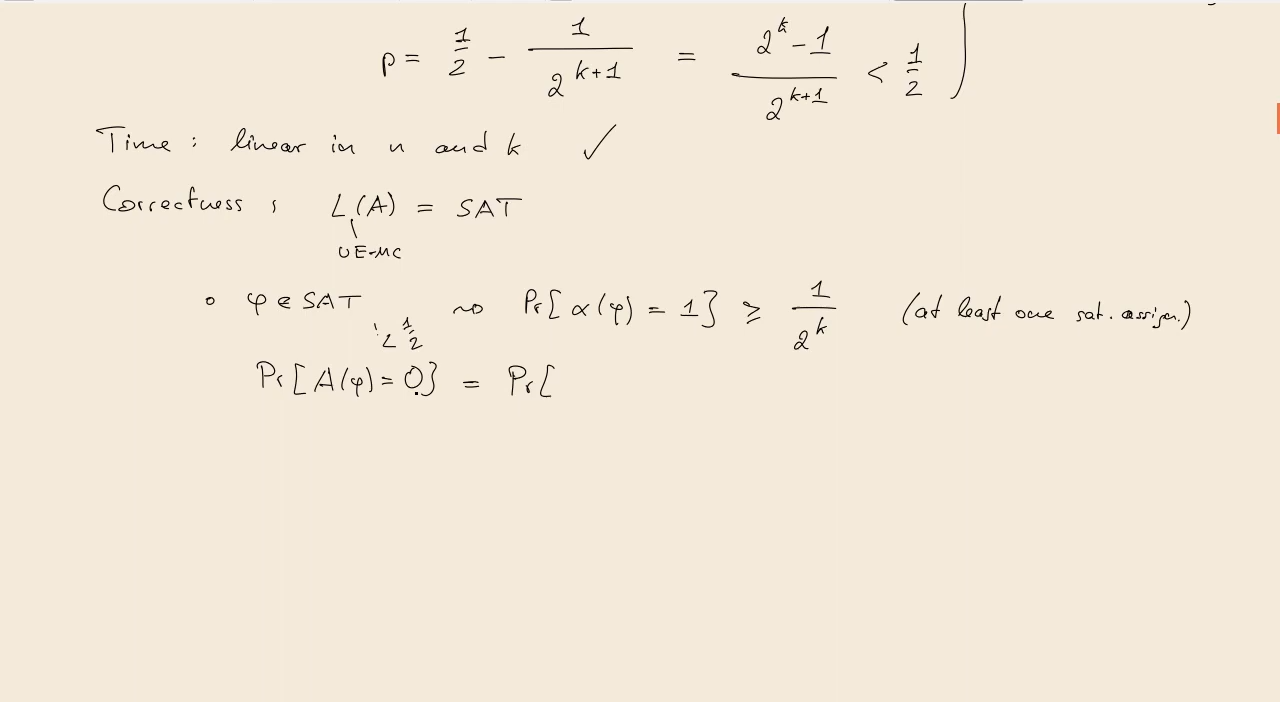 p = 1/2 − 1/2^{k+1} = (2^k − 1)/2^{k+1} < 1/2 )
Time : linear in n and k ✓
Correctness : L(A) = SAT
UE-MC
∘ φ ∈ SAT ⇝ Pr[α(φ) = 1] ≥ 1/2^k (at least one sat. assign.)
! < 1/2
Pr[A(φ) = 0] = Pr[